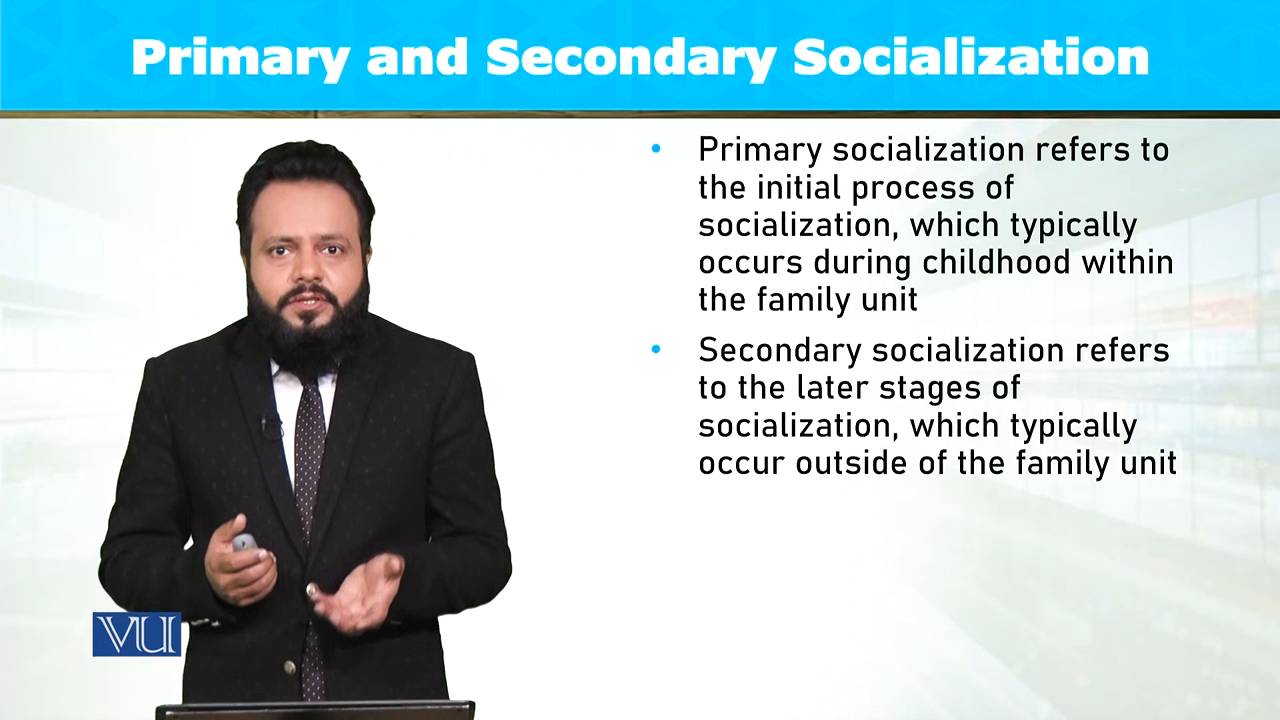 Primary and Secondary Socialization
• Primary socialization refers to
the initial process of
socialization, which typically
occurs during childhood within
the family unit
• Secondary socialization refers
to the later stages of
socialization, which typically
occur outside of the family unit
VU